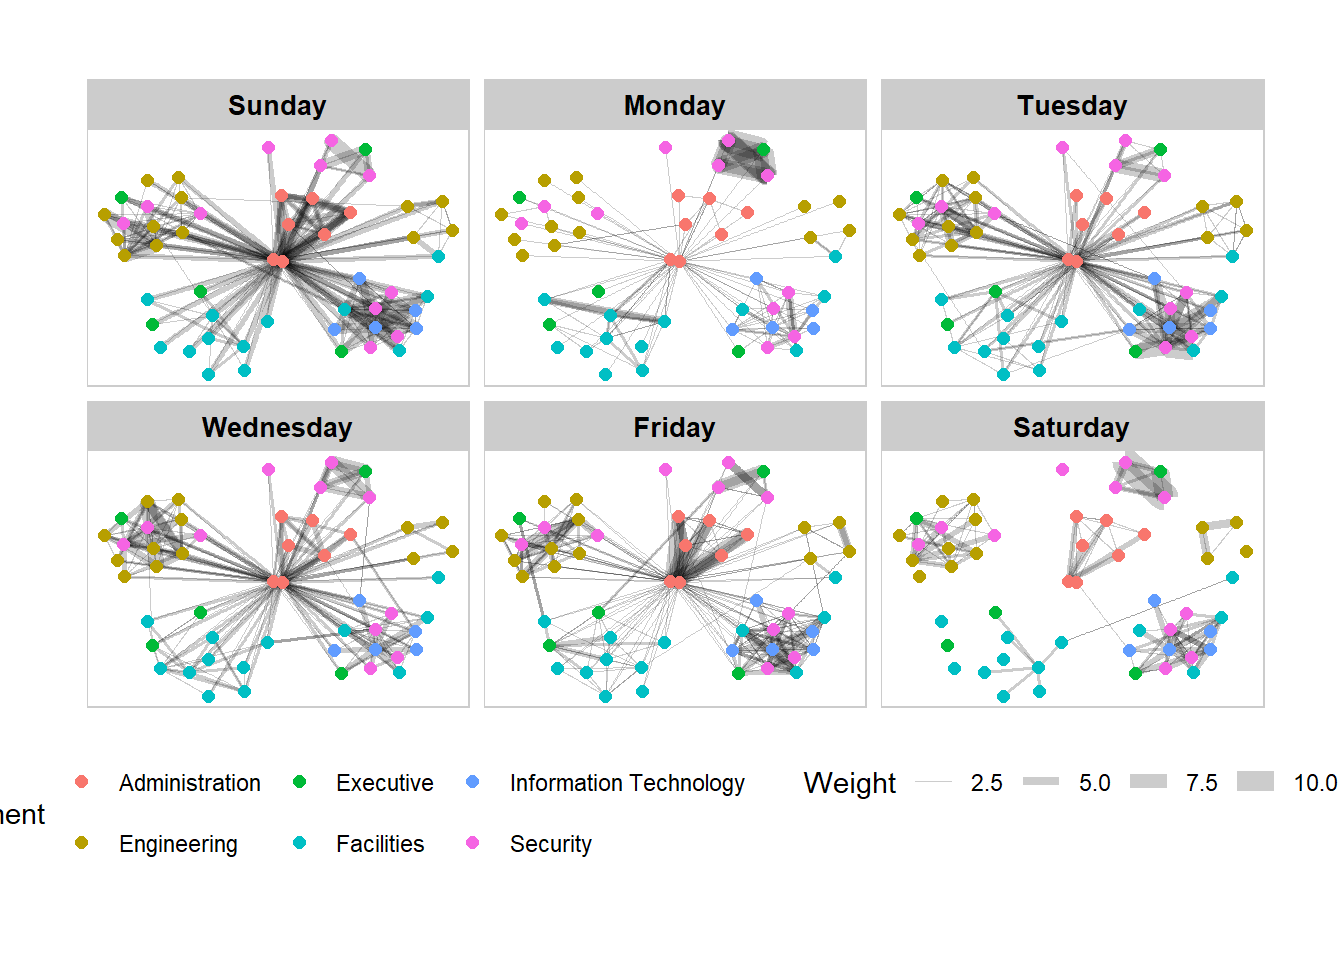 Sunday
Monday
Tuesday
Wednesday
Friday
Saturday
Administration
Executive
Information Technology
Weight
2.5
5.0
7.5
10.0
Engineering
Facilities
Security